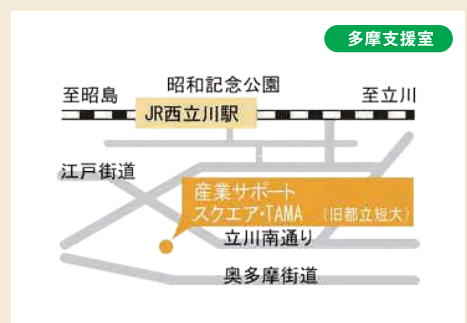 多摩支援室
昭和記念公園
至昭島
至立川
JR西立川駅
江戸街道
産業サポート
スクエア・TAMA (旧都立短大)
立川南通り
奥多摩街道